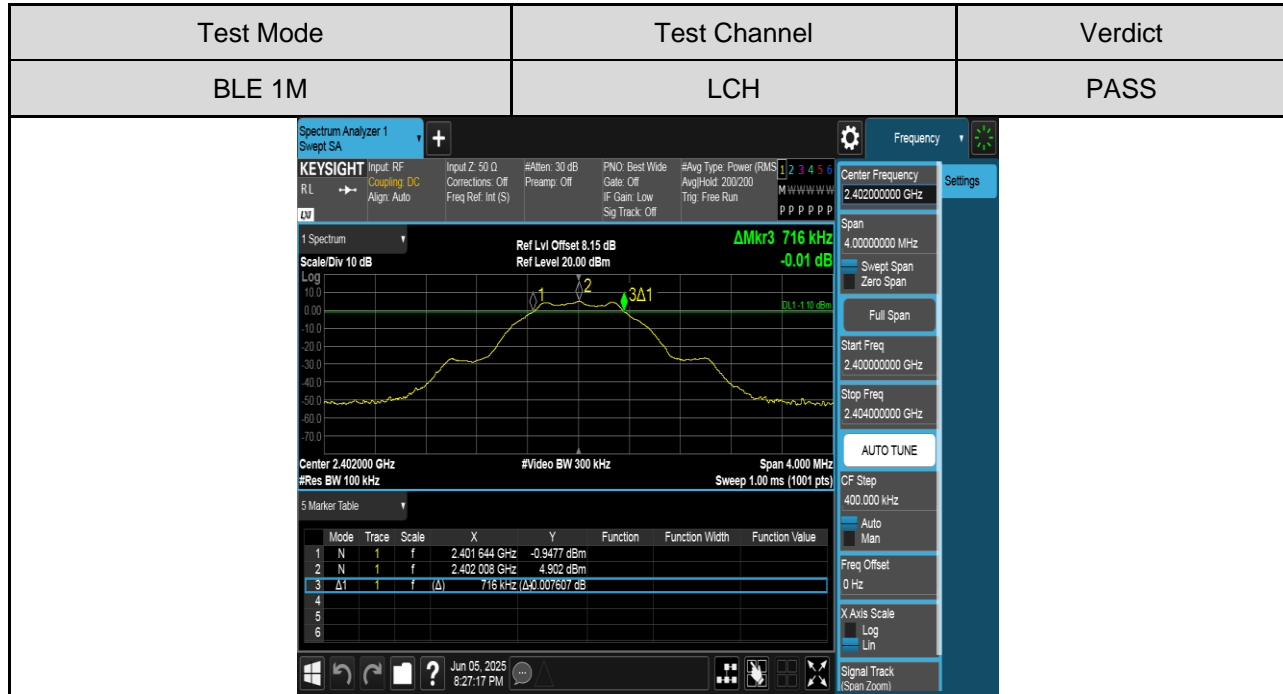 Test Mode Test Channel Verdict
BLE 1M LCH PASS
Spectrum Analyzer 1
Swept SA
+
Frequency
KEYSIGHT
RL
LXI
Input: RF
Coupling: DC
Align: Auto
Input Z: 50 Ω
Corrections: Off
Freq Ref: Int (S)
#Atten: 30 dB
Preamp: Off
PNO: Best Wide
Gate: Off
IF Gain: Low
Sig Track: Off
#Avg Type: Power (RMS
Avg|Hold: 200/200
Trig: Free Run
1 2 3 4 5 6
M W W W W W
P P P P P P
1 Spectrum
Scale/Div 10 dB
Ref Lvl Offset 8.15 dB
Ref Level 20.00 dBm
ΔMkr3 716 kHz
-0.01 dB
Log
10.0
0.00
-10.0
-20.0
-30.0
-40.0
-50.0
-60.0
-70.0
1
2
3Δ1
DL1 -1.10 dBm
Center 2.402000 GHz
#Res BW 100 kHz
#Video BW 300 kHz
Span 4.000 MHz
Sweep 1.00 ms (1001 pts)
5 Marker Table
Mode Trace Scale X Y Function Function Width Function Value
1 N 1 f 2.401 644 GHz -0.9477 dBm
2 N 1 f 2.402 008 GHz 4.902 dBm
3 Δ1 1 f (Δ) 716 kHz (Δ) -0.007607 dB
4
5
6
Jun 05, 2025
8:27:17 PM
?
Center Frequency
2.402000000 GHz
Settings
Span
4.00000000 MHz
Swept Span
Zero Span
Full Span
Start Freq
2.400000000 GHz
Stop Freq
2.404000000 GHz
AUTO TUNE
CF Step
400.000 kHz
Auto
Man
Freq Offset
0 Hz
X Axis Scale
Log
Lin
Signal Track
(Span Zoom)